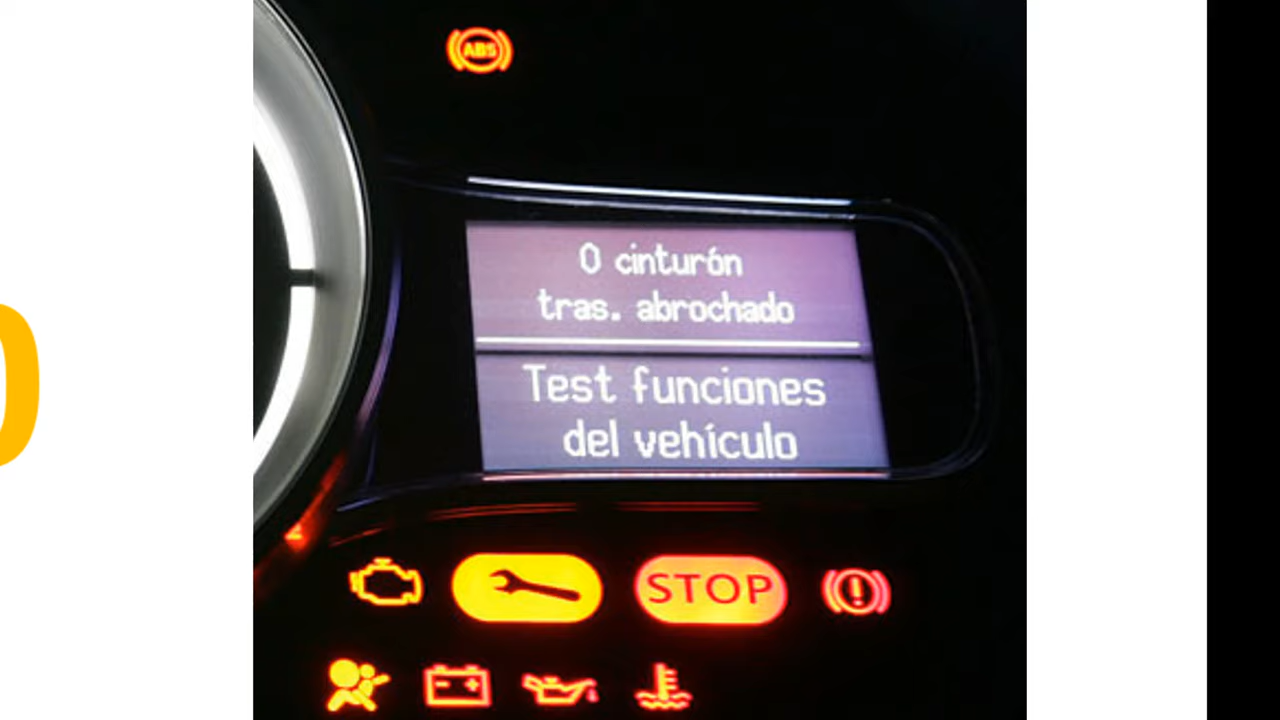 ABS
0 cinturón
tras. abrochado
Test funciones
del vehículo
STOP